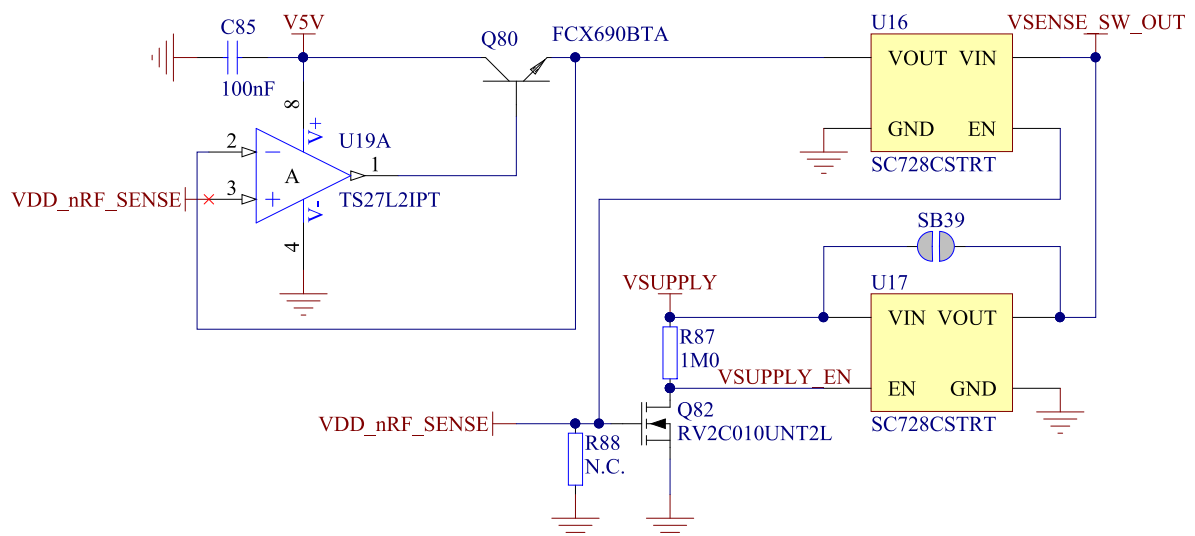 C85
V5V
Q80
FCX690BTA
U16
VSENSE_SW_OUT
100nF
VOUT VIN
8
V+
2
U19A
GND EN
A
1
SC728CSTRT
VDD_nRF_SENSE
3
TS27L2IPT
V-
4
SB39
VSUPPLY
U17
VIN VOUT
R87
1M0
VSUPPLY_EN
EN GND
VDD_nRF_SENSE
Q82
RV2C010UNT2L
SC728CSTRT
R88
N.C.